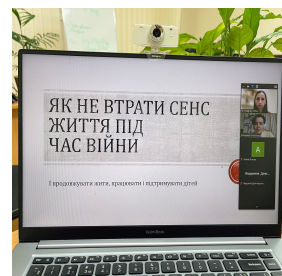 ЯК НЕ ВТРАТИ СЕНС
ЖИТТЯ ПІД
ЧАС ВІЙНИ
І продовжувати жити, працювати і підтримувати дітей
A